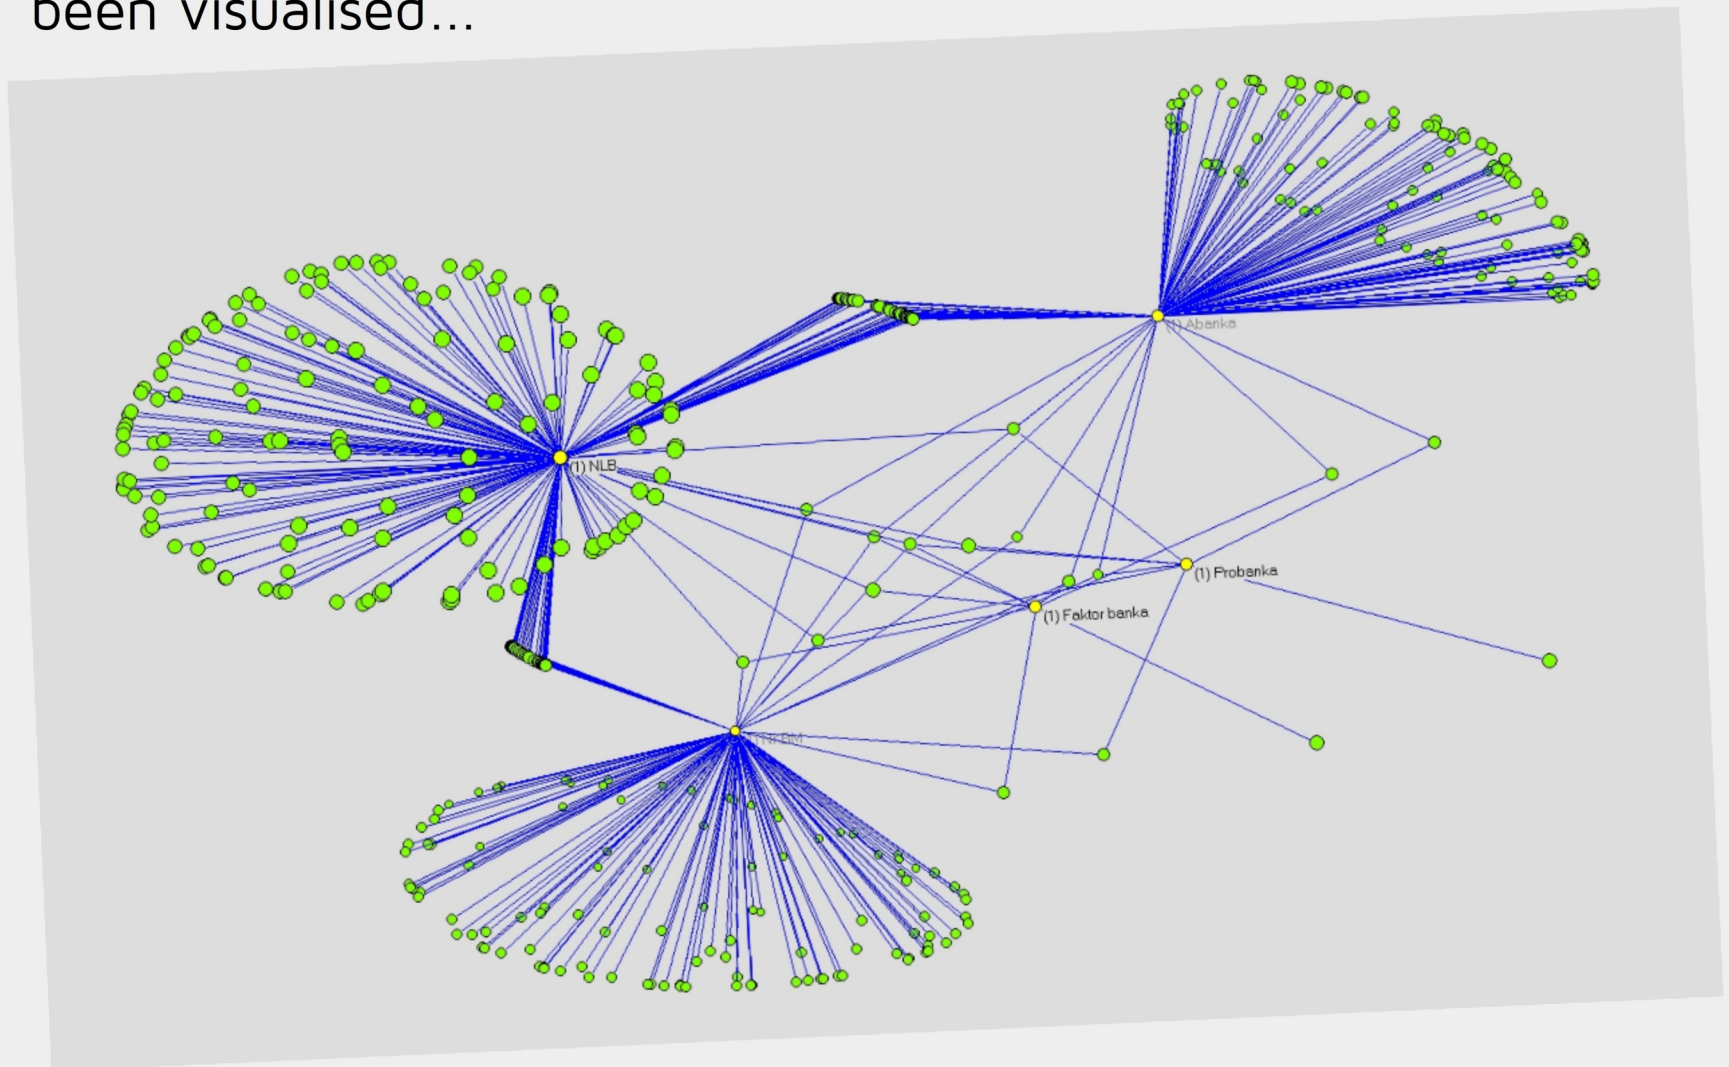 been visualised...
(1) Abanka
(1) NLB
(1) Probanka
(1) Faktor banka